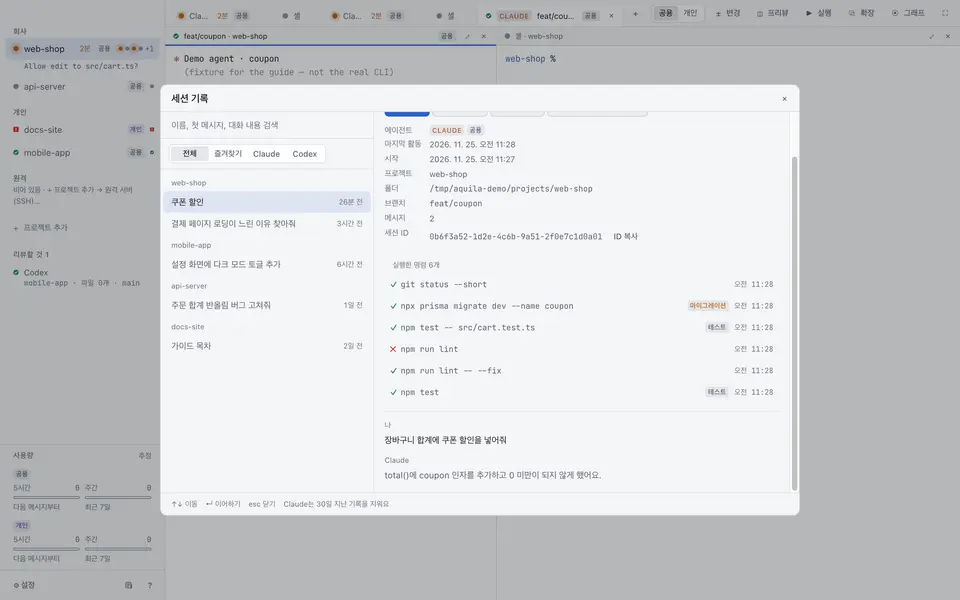 회사
web-shop 2분 공용 +1
Allow edit to src/cart.ts?
api-server 공용
개인
docs-site 개인
mobile-app 공용
원격
비어 있음 · + 프로젝트 추가 → 원격 서버
(SSH)...
+ 프로젝트 추가
리뷰할 것 1
Codex
mobile-app · 파일 0개 · main
사용량 추정
공용
5시간 0 주간 0
다음 메시지부터 최근 7일
개인
5시간 0 주간 0
다음 메시지부터 최근 7일
설정 ?
Cla... 2분 공용
셸
Cla... 2분 공용
셸
CLAUDE feat/cou... 공용 ×
+
공용 개인
± 변경
프리뷰
실행
확장
그래프
feat/coupon · web-shop 공용 ×
Demo agent · coupon
(fixture for the guide — not the real CLI)
셸 · web-shop ×
web-shop %
세션 기록 ×
이름, 첫 메시지, 대화 내용 검색
전체 즐겨찾기 Claude Codex
web-shop
쿠폰 할인 26분 전
결제 페이지 로딩이 느린 이유 찾아줘 3시간 전
mobile-app
설정 화면에 다크 모드 토글 추가 6시간 전
api-server
주문 합계 반올림 버그 고쳐줘 1일 전
docs-site
가이드 목차 2일 전
에이전트 CLAUDE 공용
마지막 활동 2026. 11. 25. 오전 11:28
시작 2026. 11. 25. 오전 11:27
프로젝트 web-shop
폴더 /tmp/aquila-demo/projects/web-shop
브랜치 feat/coupon
메시지 2
세션 ID 0b6f3a52-1d2e-4c6b-9a51-2f0e7c1d0a01 ID 복사
실행한 명령 6개
✓ git status --short 오전 11:28
✓ npx prisma migrate dev --name coupon 마이그레이션 오전 11:28
✓ npm test -- src/cart.test.ts 테스트 오전 11:28
✕ npm run lint 오전 11:28
✓ npm run lint -- --fix 오전 11:28
✓ npm test 테스트 오전 11:28
나
장바구니 합계에 쿠폰 할인을 넣어줘
Claude
total()에 coupon 인자를 추가하고 0 미만이 되지 않게 했어요.
↑↓ 이동 ↵ 이어하기 esc 닫기 Claude는 30일 지난 기록을 지워요